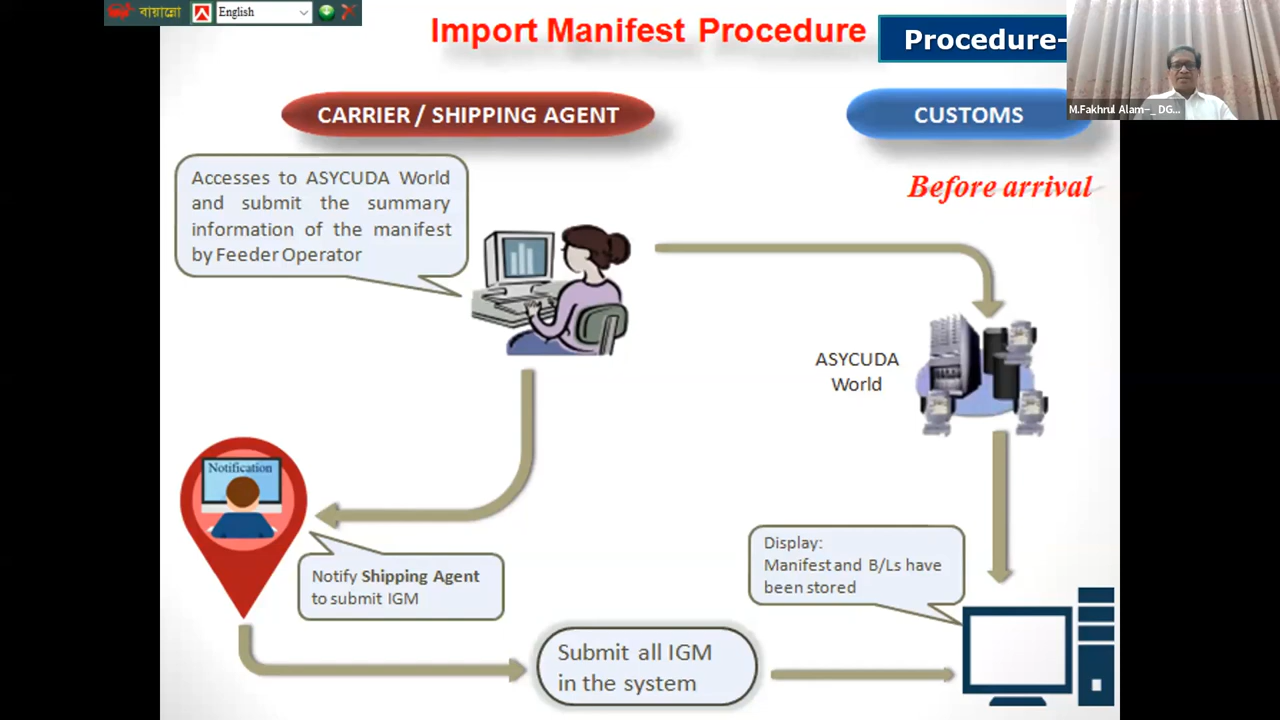 বায়ান্নো
English
Import Manifest Procedure
Procedure-
M.Fakhrul Alam-_ DG...
CARRIER / SHIPPING AGENT
CUSTOMS
Before arrival
Accesses to ASYCUDA World
and submit the summary
information of the manifest
by Feeder Operator
ASYCUDA
World
Notification
Notify Shipping Agent
to submit IGM
Display:
Manifest and B/Ls have
been stored
Submit all IGM
in the system